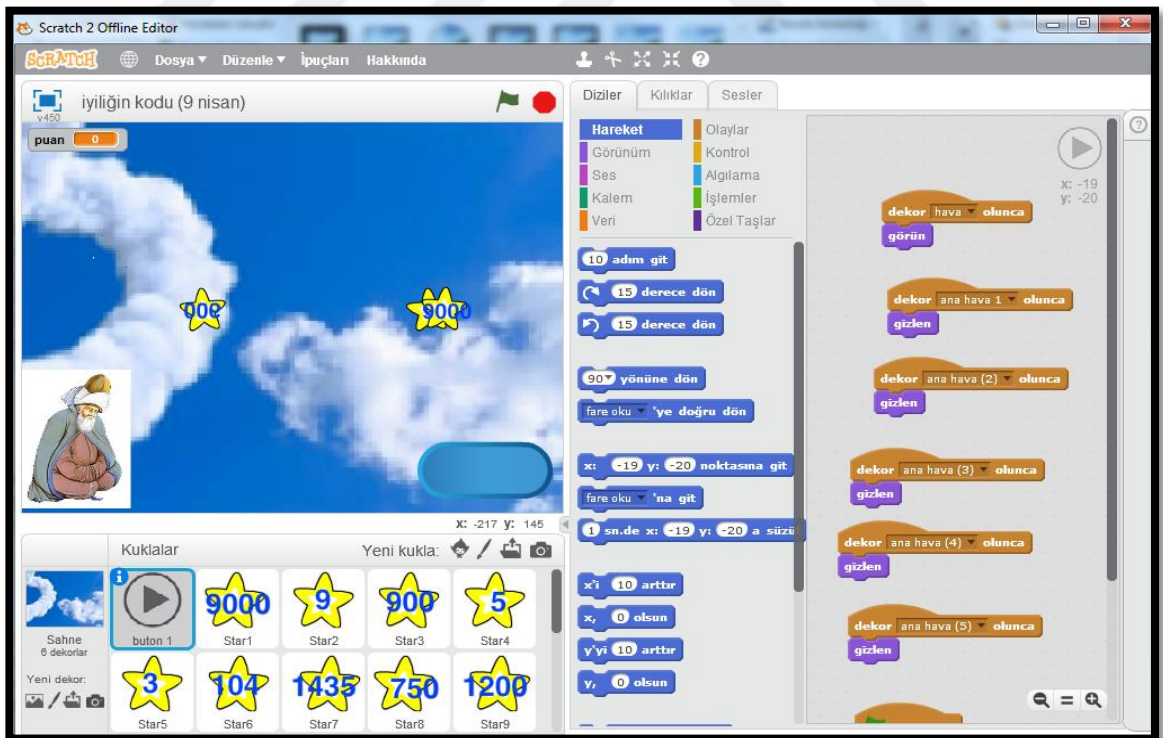 Scratch 2 Offline Editor
SCRATCH Dosya Düzenle İpuçları Hakkında
iyiliğin kodu (9 nisan)
v450
puan 0
900
9000
X: -217 y: 145
Kuklalar Yeni kukla:
Sahne
6 dekorlar
Yeni dekor:
buton 1
9000
Star1
9
Star2
900
Star3
5
Star4
3
Star5
104
Star6
1435
Star7
750
Star8
1200
Star9
Diziler Kılıklar Sesler
Hareket Olaylar
Görünüm Kontrol
Ses Algılama
Kalem İşlemler
Veri Özel Taşlar
10 adım git
15 derece dön
15 derece dön
90 yönüne dön
fare oku 'ye doğru dön
x: -19 y: -20 noktasına git
fare oku 'na git
1 sn.de x: -19 y: -20 a süzü
x'i 10 arttır
x, 0 olsun
y'yi 10 arttır
y, 0 olsun
x: -19
y: -20
dekor hava olunca
görün
dekor ana hava 1 olunca
gizlen
dekor ana hava (2) olunca
gizlen
dekor ana hava (3) olunca
gizlen
dekor ana hava (4) olunca
gizlen
dekor ana hava (5) olunca
gizlen